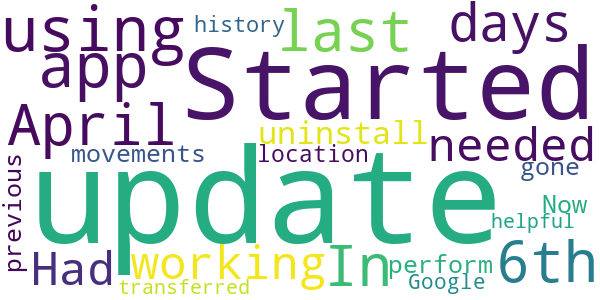 history
using
last
days
app
Started
April
uninstall
needed
movements
location
gone
previous
update
Now
helpful
Had
working
In
perform
6th
Google
transferred